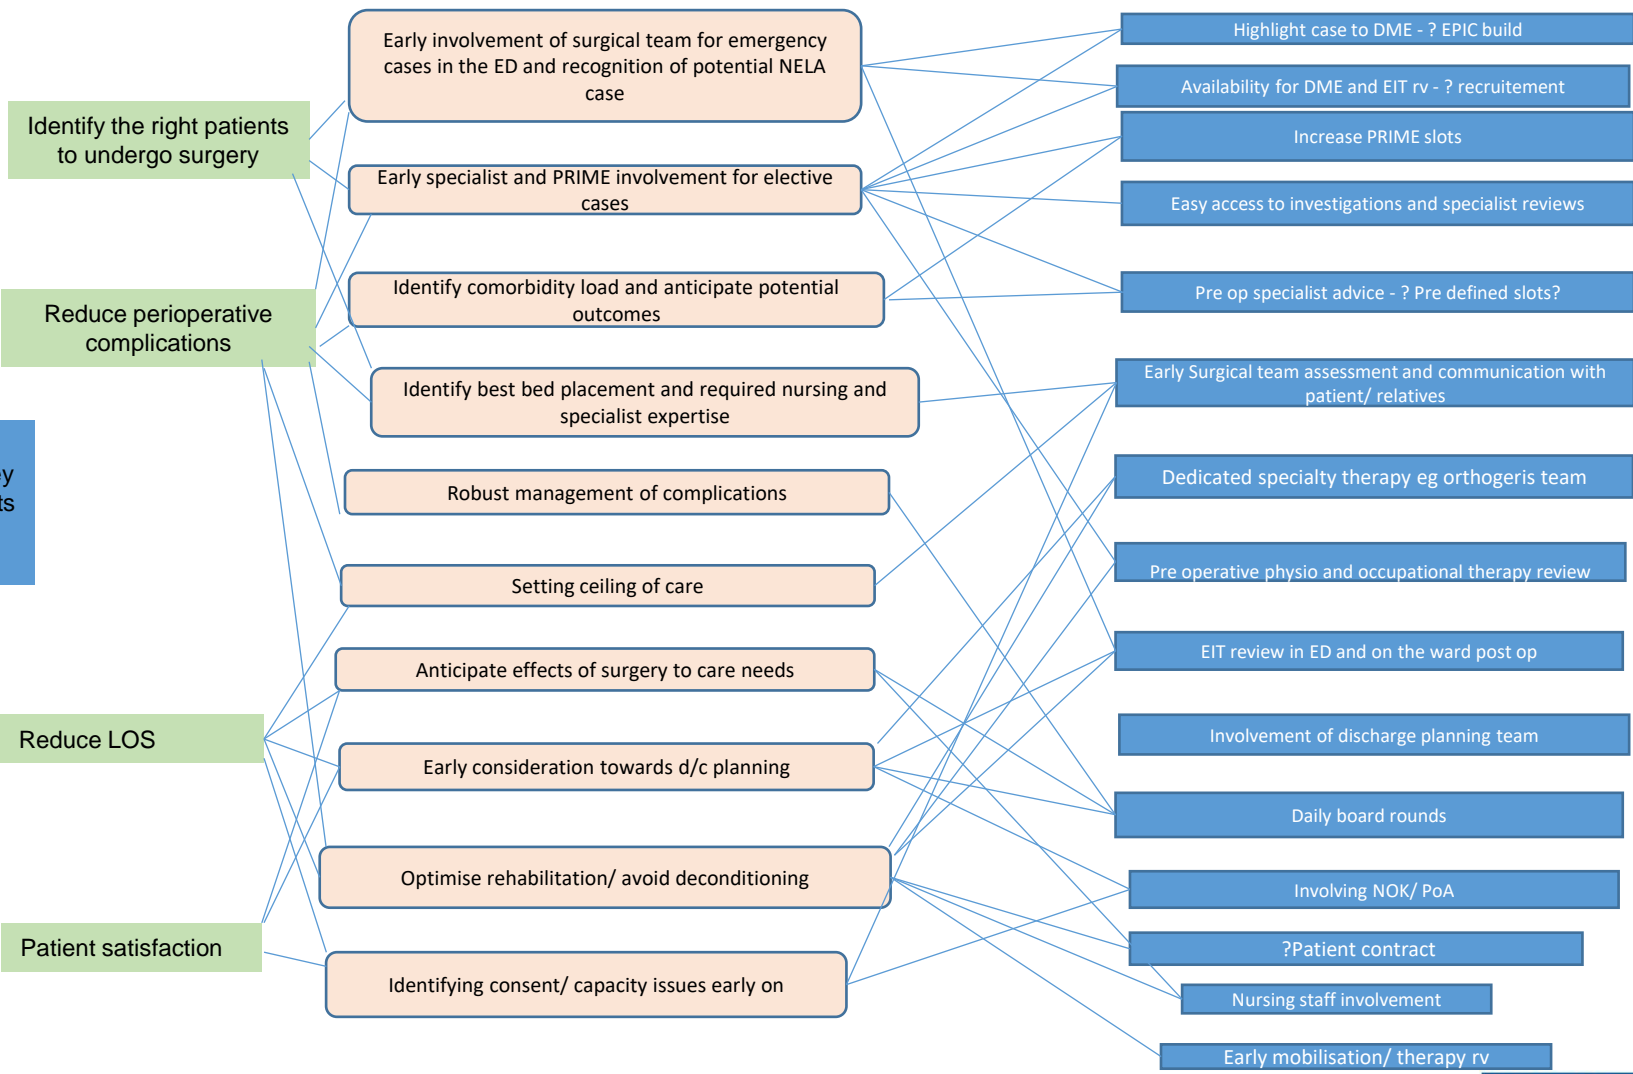 Identify the right patients
to undergo surgery
Reduce perioperative
complications
Reduce LOS
Patient satisfaction
Early involvement of surgical team for emergency
cases in the ED and recognition of potential NELA
case
Early specialist and PRIME involvement for elective
cases
Identify comorbidity load and anticipate potential
outcomes
Identify best bed placement and required nursing and
specialist expertise
Robust management of complications
Setting ceiling of care
Anticipate effects of surgery to care needs
Early consideration towards d/c planning
Optimise rehabilitation/ avoid deconditioning
Identifying consent/ capacity issues early on
Highlight case to DME - ? EPIC build
Availability for DME and EIT rv - ? recruitement
Increase PRIME slots
Easy access to investigations and specialist reviews
Pre op specialist advice - ? Pre defined slots?
Early Surgical team assessment and communication with
patient/ relatives
Dedicated specialty therapy eg orthogeris team
Pre operative physio and occupational therapy review
EIT review in ED and on the ward post op
Involvement of discharge planning team
Daily board rounds
Involving NOK/ PoA
?Patient contract
Nursing staff involvement
Early mobilisation/ therapy rv